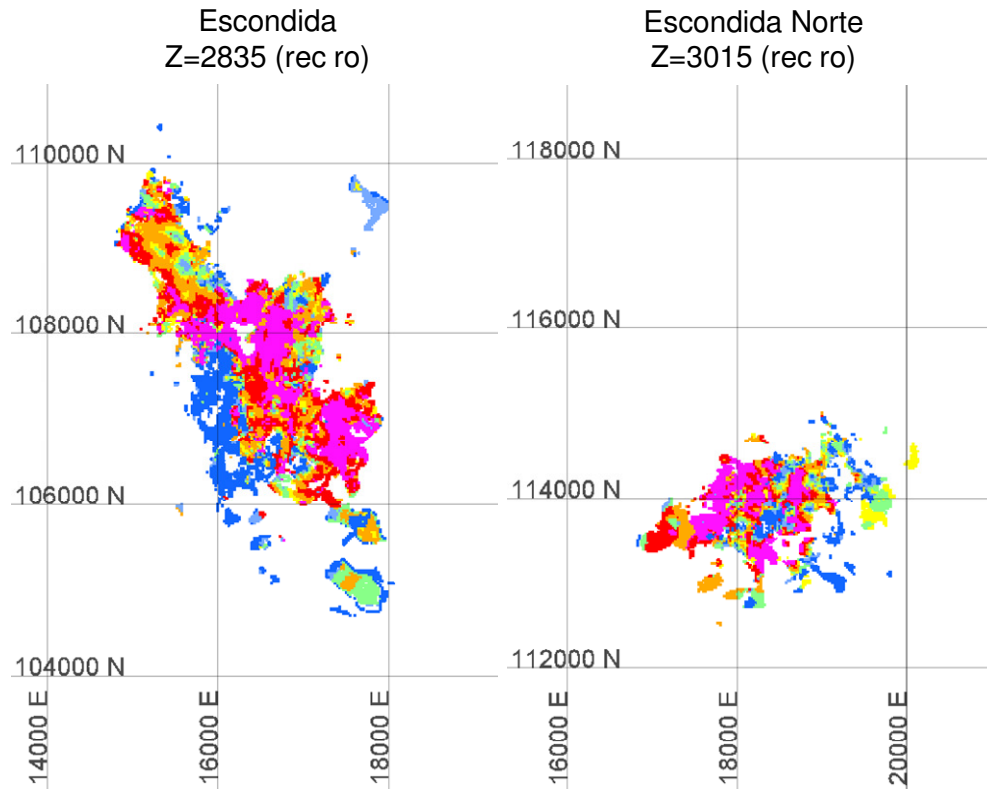 Escondida
Z=2835 (rec ro)
110000 N
108000 N
106000 N
104000 N
14000 E
16000 E
18000 E
Escondida Norte
Z=3015 (rec ro)
118000 N
116000 N
114000 N
112000 N
16000 E
18000 E
20000 E